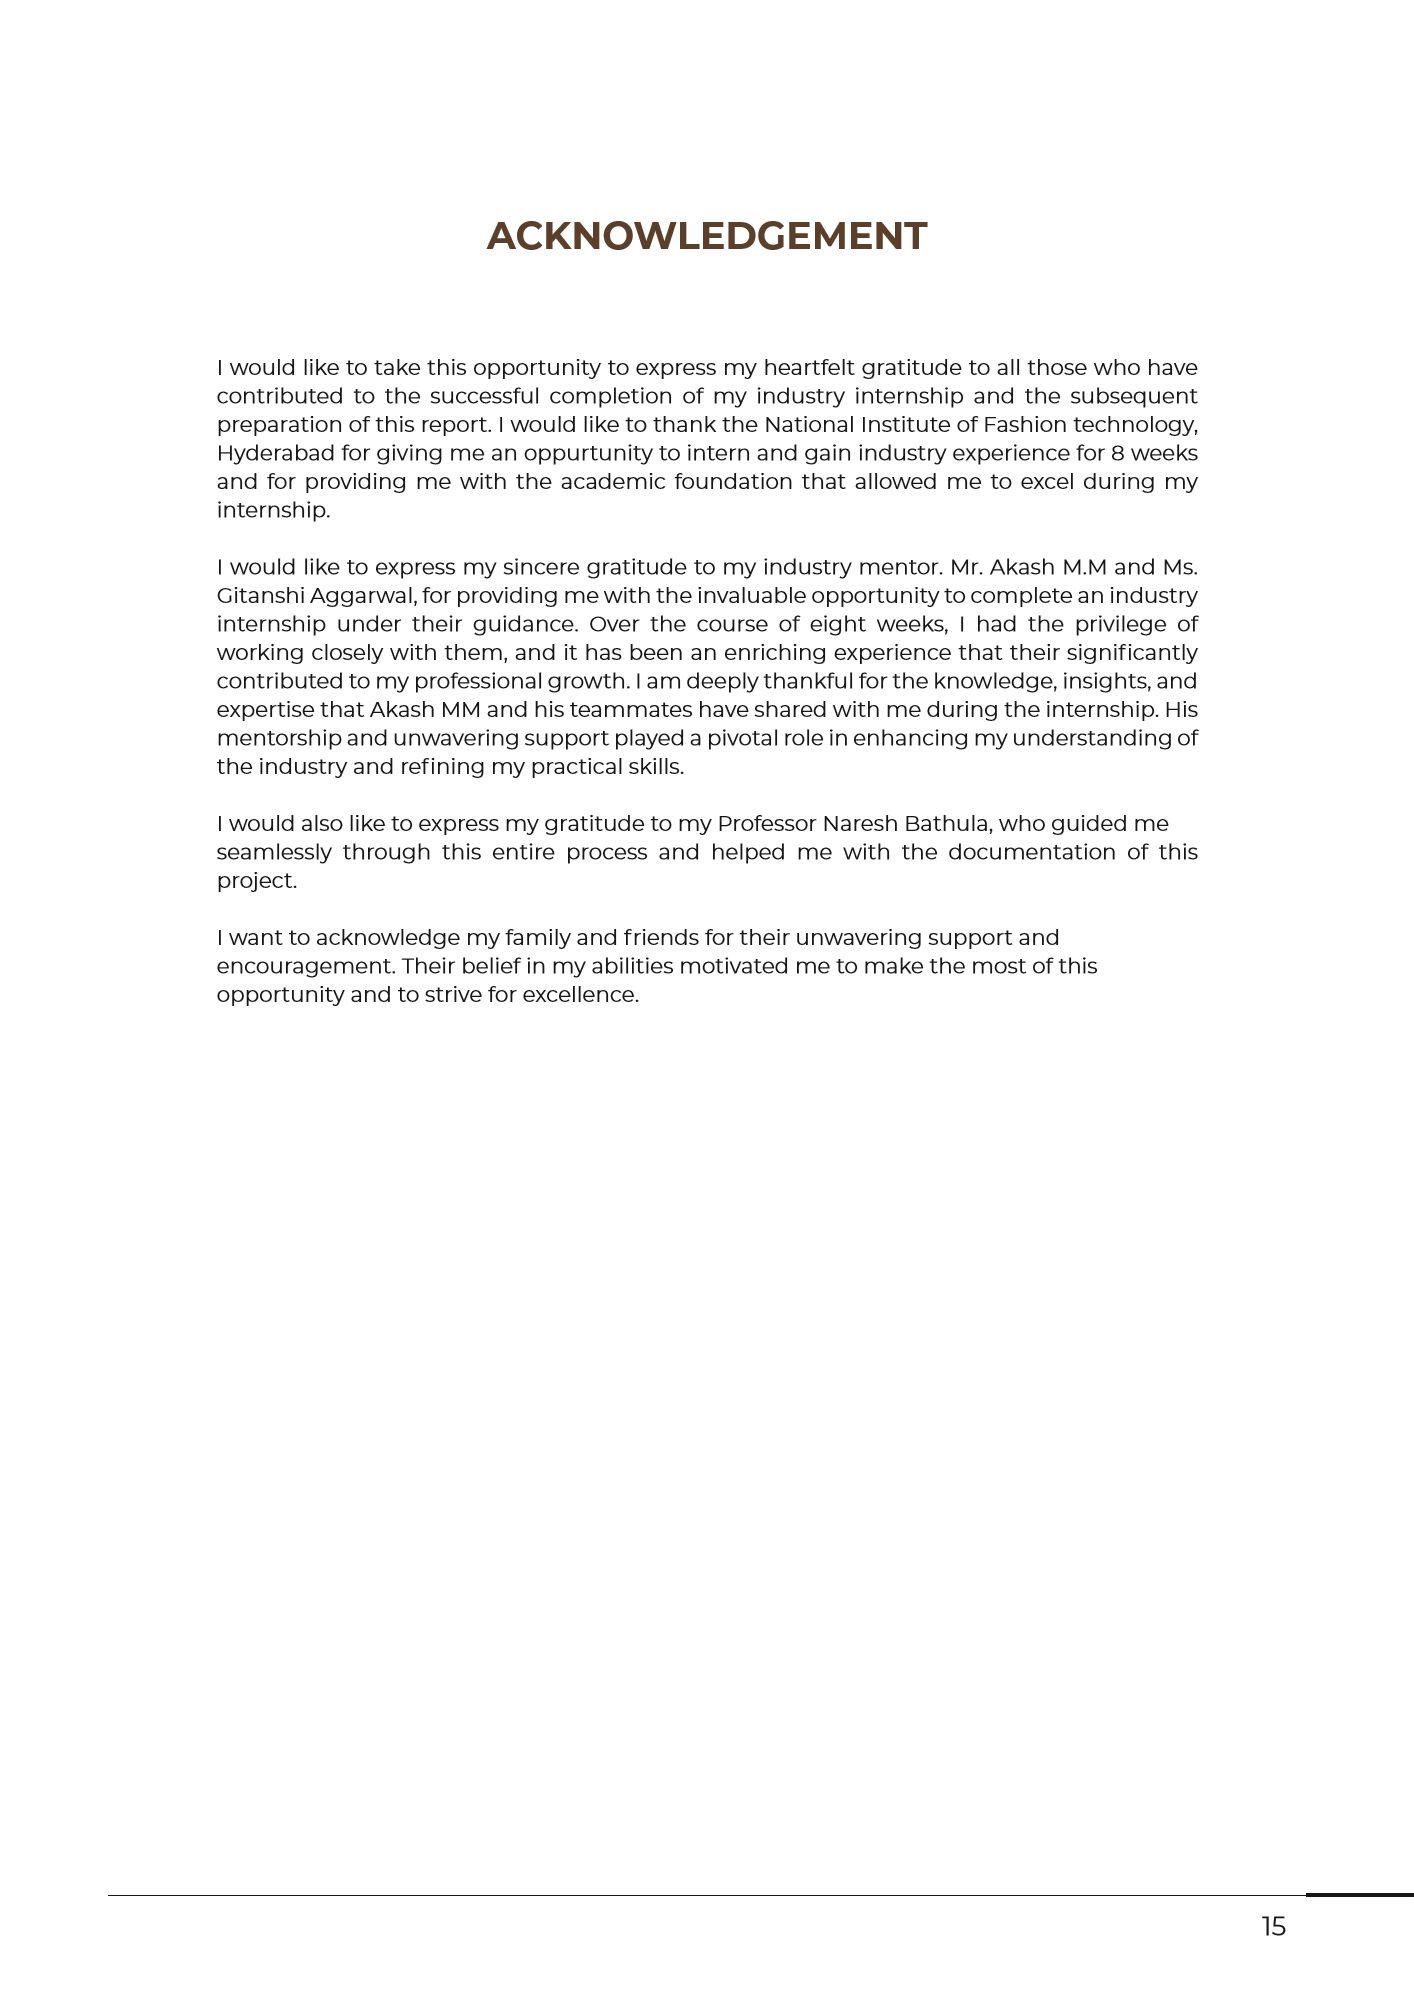 ACKNOWLEDGEMENT
I would like to take this opportunity to express my heartfelt gratitude to all those who have
contributed to the successful completion of my industry internship and the subsequent
preparation of this report. I would like to thank the National Institute of Fashion technology,
Hyderabad for giving me an oppurtunity to intern and gain industry experience for 8 weeks
and for providing me with the academic foundation that allowed me to excel during my
internship.
I would like to express my sincere gratitude to my industry mentor. Mr. Akash M.M and Ms.
Gitanshi Aggarwal, for providing me with the invaluable opportunity to complete an industry
internship under their guidance. Over the course of eight weeks, I had the privilege of
working closely with them, and it has been an enriching experience that their significantly
contributed to my professional growth. I am deeply thankful for the knowledge, insights, and
expertise that Akash MM and his teammates have shared with me during the internship. His
mentorship and unwavering support played a pivotal role in enhancing my understanding of
the industry and refining my practical skills.
I would also like to express my gratitude to my Professor Naresh Bathula, who guided me
seamlessly through this entire process and helped me with the documentation of this
project.
I want to acknowledge my family and friends for their unwavering support and
encouragement. Their belief in my abilities motivated me to make the most of this
opportunity and to strive for excellence.
15